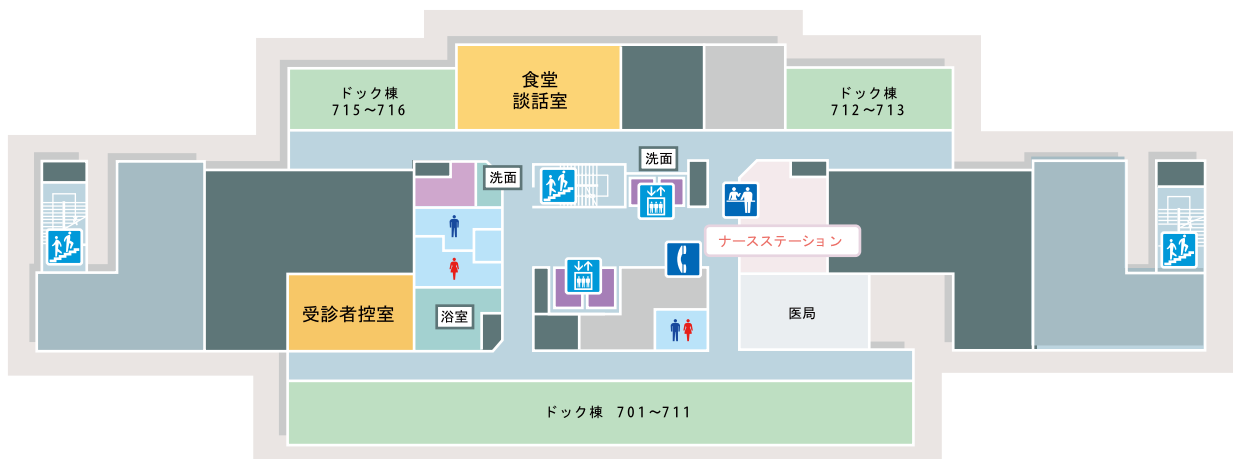 食堂
談話室
ドック棟
715〜716
ドック棟
712〜713
洗面
洗面
ナースステーション
受診者控室
浴室
医局
ドック棟 701〜711